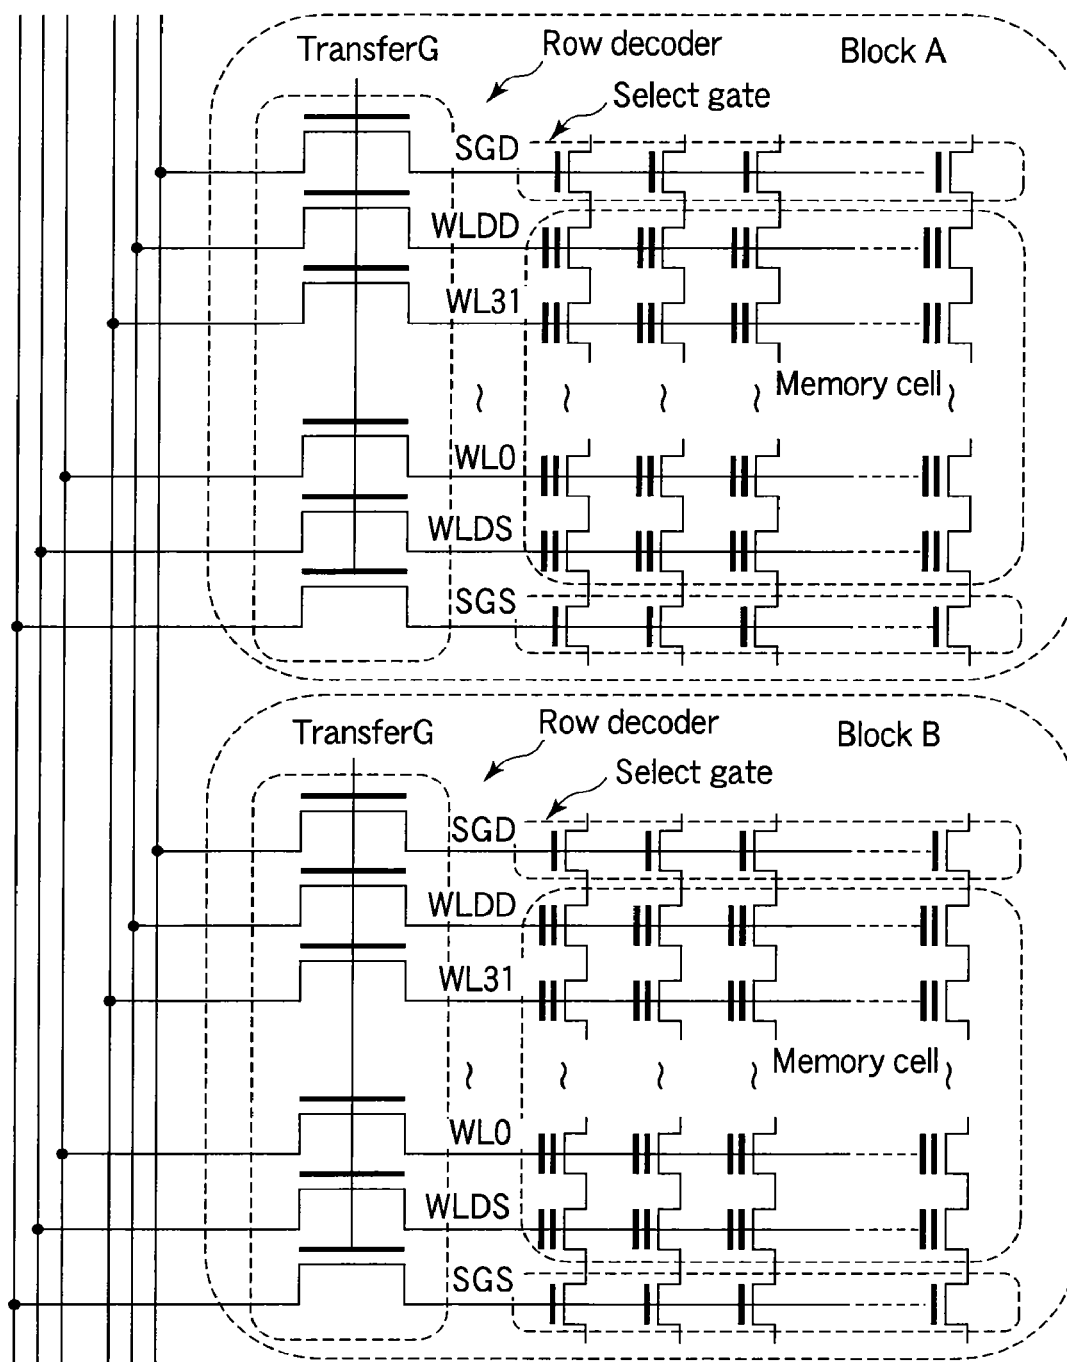 TransferG
Row decoder
Block A
Select gate
SGD
WLDD
WL31
Memory cell
WL0
WLDS
SGS
TransferG
Row decoder
Block B
Select gate
SGD
WLDD
WL31
Memory cell
WL0
WLDS
SGS